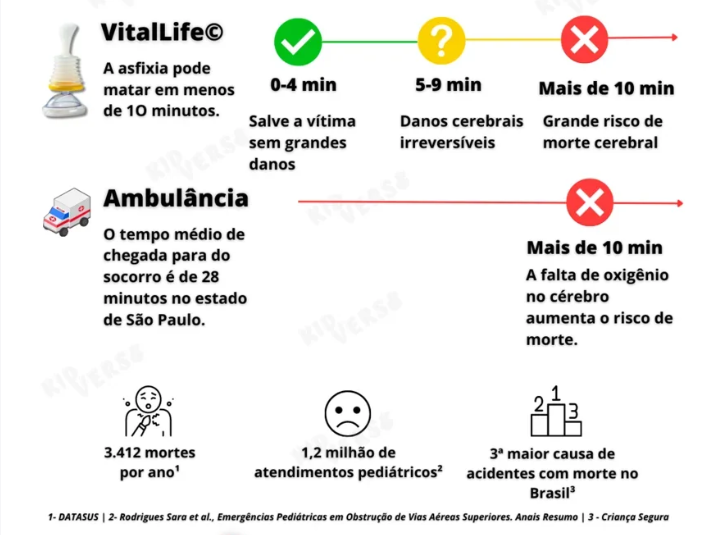 VitalLife©
A asfixia pode
matar em menos
de 1O minutos.
0-4 min
Salve a vítima
sem grandes
danos
?
5-9 min
Danos cerebrais
irreversíveis
Mais de 10 min
Grande risco de
morte cerebral
Ambulância
O tempo médio de
chegada para do
socorro é de 28
minutos no estado
de São Paulo.
Mais de 10 min
A falta de oxigênio
no cérebro
aumenta o risco de
morte.
3.412 mortes
por ano¹
1,2 milhão de
atendimentos pediátricos²
2 1 3
3ª maior causa de
acidentes com morte no
Brasil³
1- DATASUS | 2- Rodrigues Sara et al., Emergências Pediátricas em Obstrução de Vias Aéreas Superiores. Anais Resumo | 3 - Criança Segura
KIDVERSE
KIDVERSE
KIDVERSE
KIDVERSE